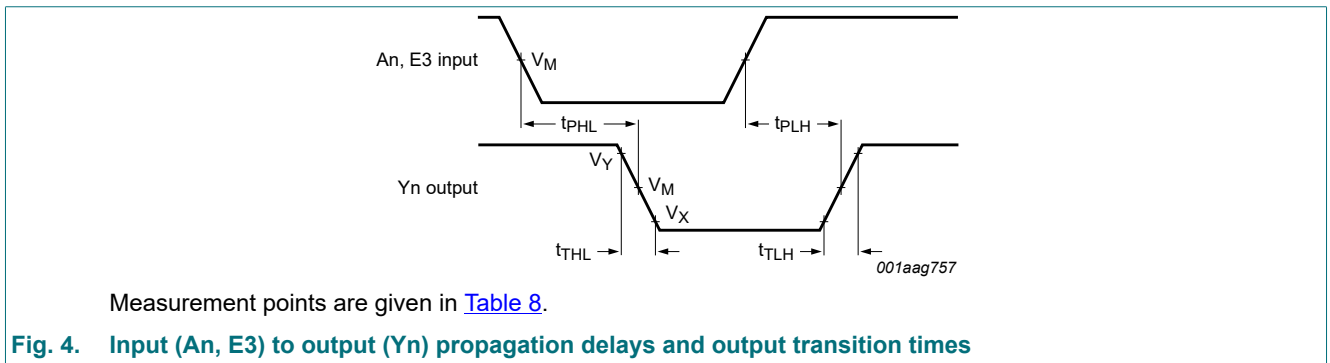 An, E3 input
VM
tPHL
tPLH
VY
Yn output
VM
VX
tTHL
tTLH
001aag757
Measurement points are given in Table 8.
Fig. 4. Input (An, E3) to output (Yn) propagation delays and output transition times